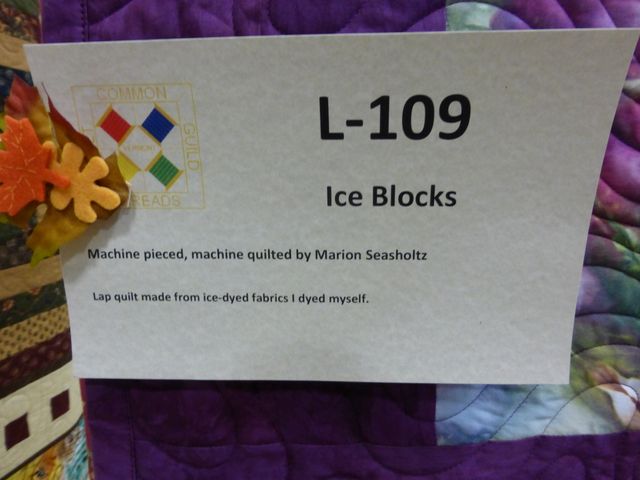 COMMON
GUILD
VERMONT
READS
L-109
Ice Blocks
Machine pieced, machine quilted by Marion Seasholtz
Lap quilt made from ice-dyed fabrics I dyed myself.